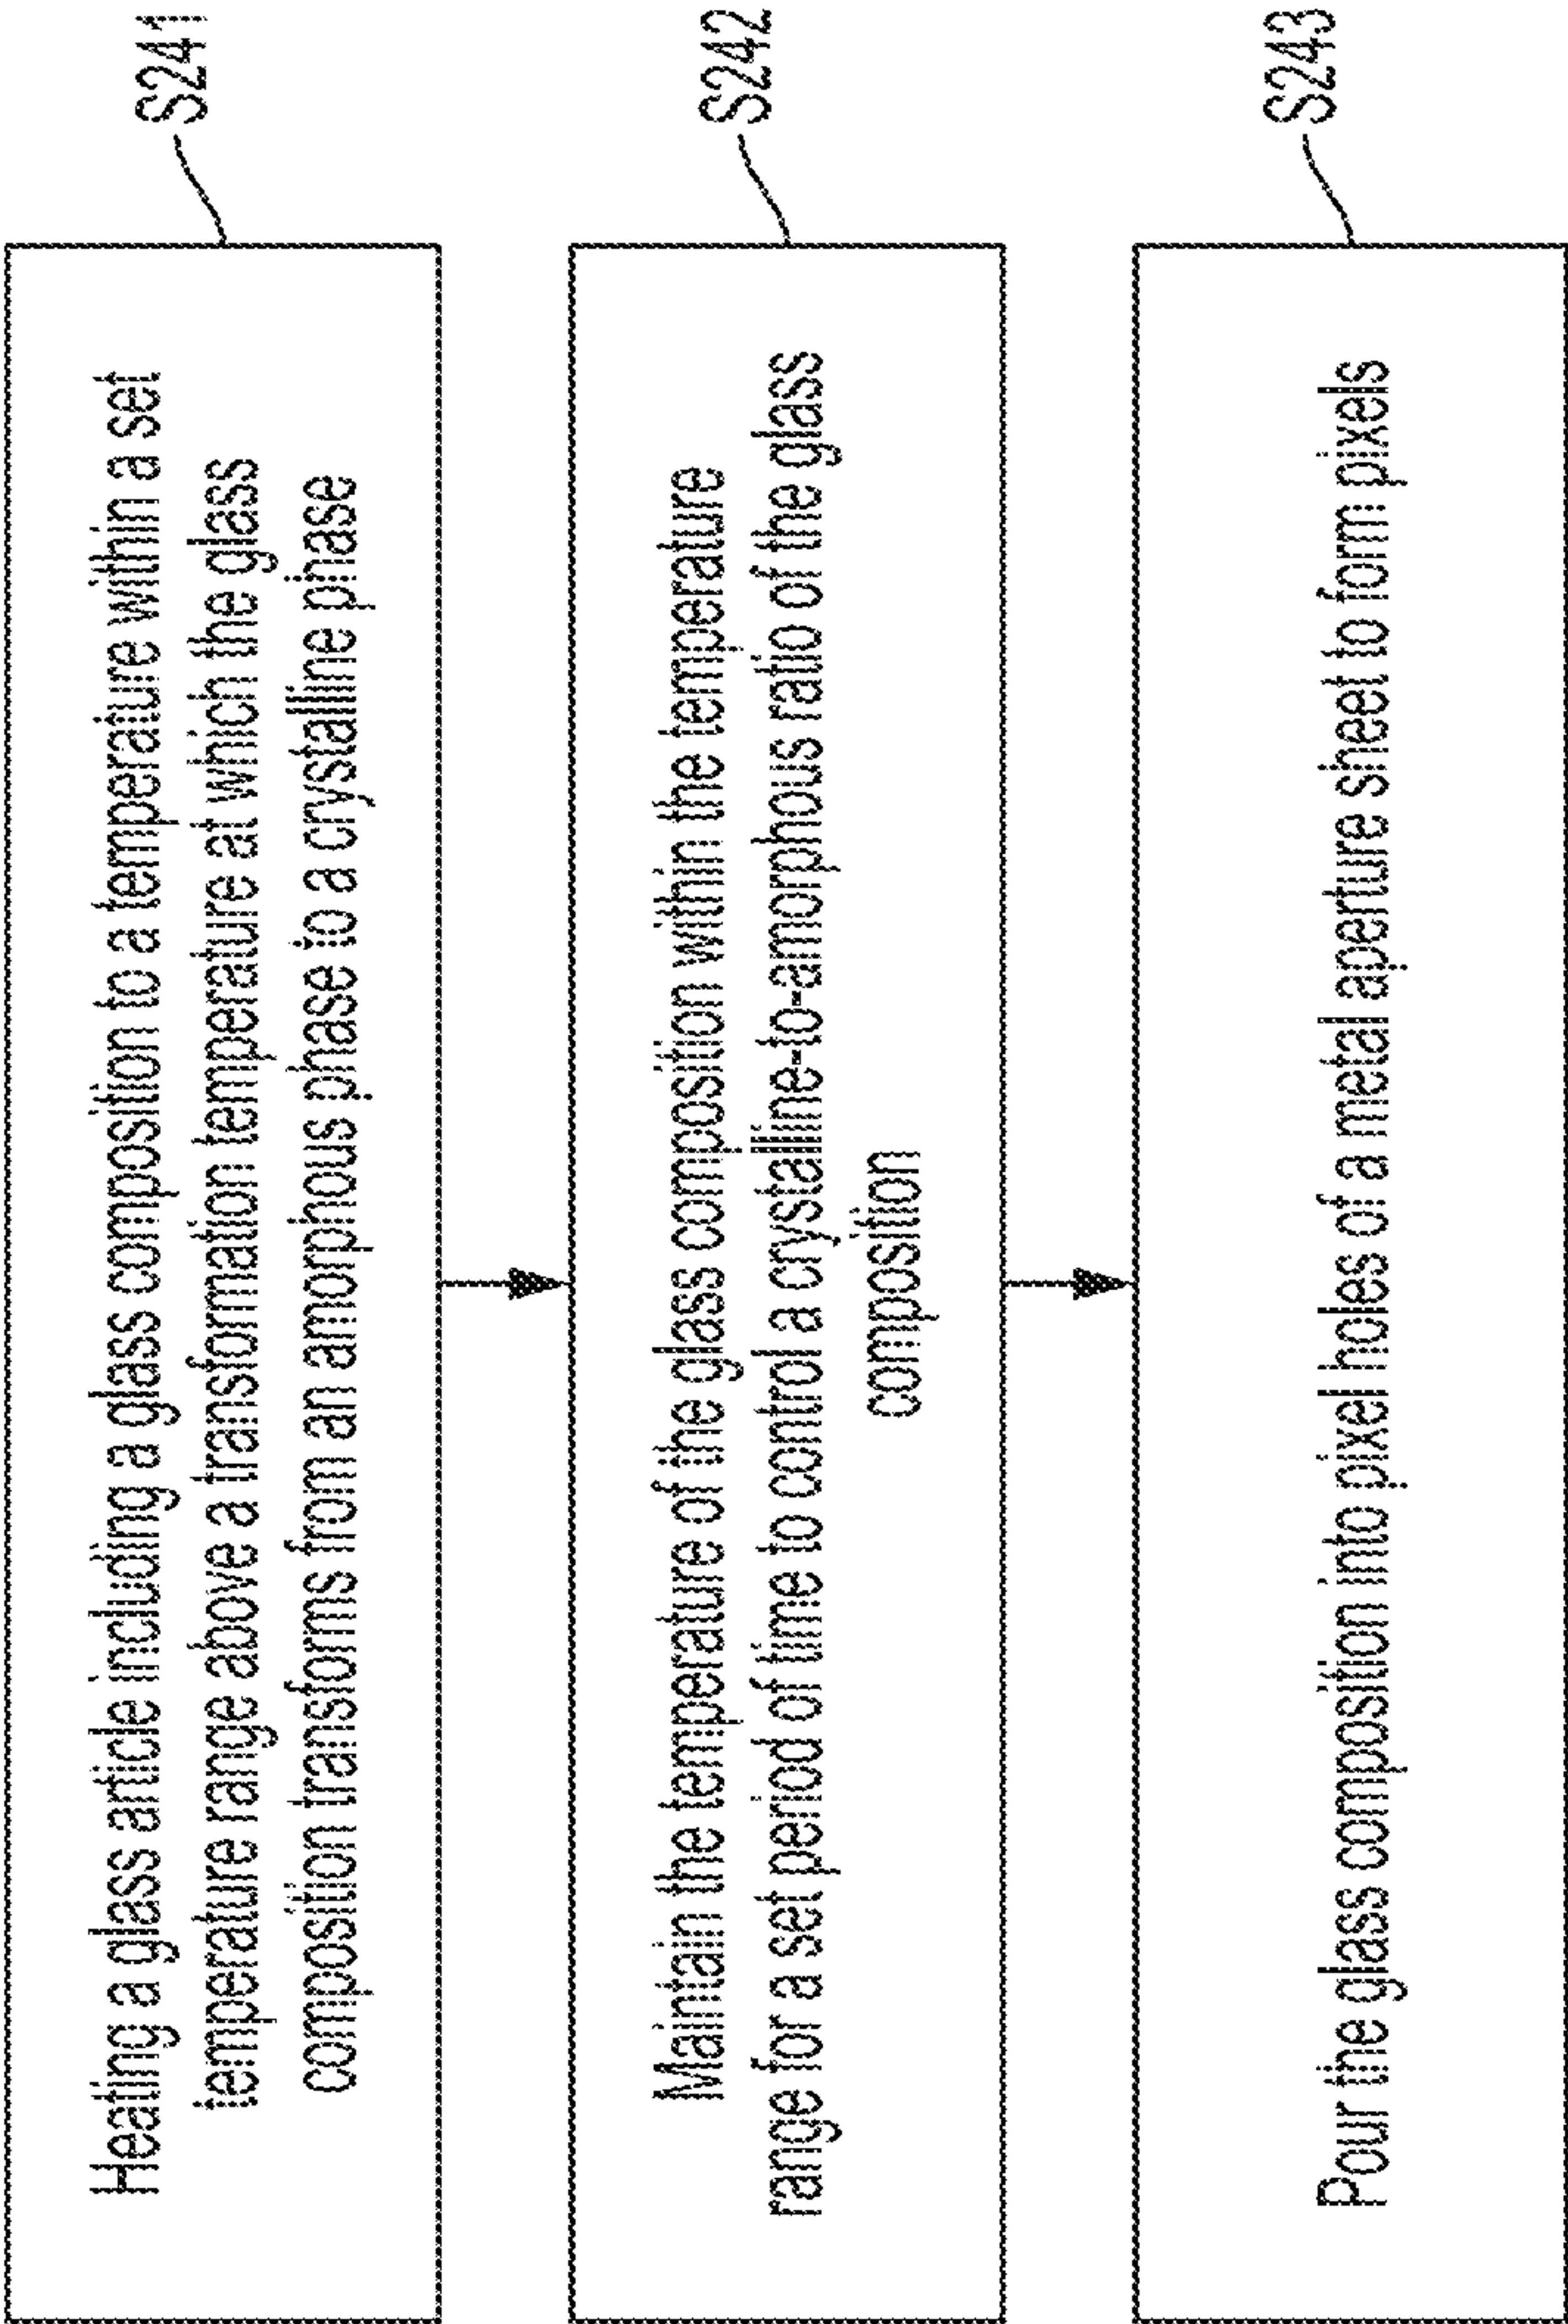 Heating a glass article including a glass composition to a temperature within a set
temperature range above a transformation temperature at which the glass
composition transforms from an amorphous phase to a crystalline phase
S241
Maintain the temperature of the glass composition within the temperature
range for a set period of time to control a crystalline-to-amorphous ratio of the glass
composition
S242
Pour the glass composition into pixel holes of a metal aperture sheet to form pixels
S243